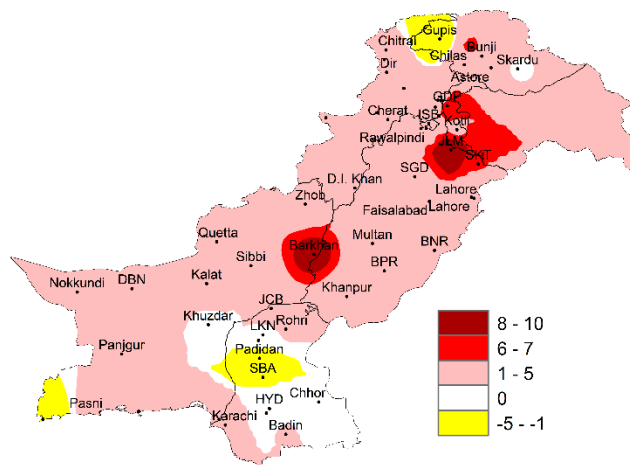 Gupis
Chitral
Bunji
Chilas
Skardu
Dir
Astore
GDP
Cherat
ISB
Kotli
Rawalpindi
JLM
SKT
SGD
D.I. Khan
Zhob
Lahore
Faisalabad
Lahore
Quetta
Barkhan
Multan
BNR
Sibbi
BPR
Kalat
DBN
Nokkundi
Khanpur
JCB
Khuzdar
LKN
Rohri
8 - 10
6 - 7
Panjgur
Padidan
1 - 5
SBA
0
Pasni
HYD
Chhor
-5 - -1
Karachi
Badin